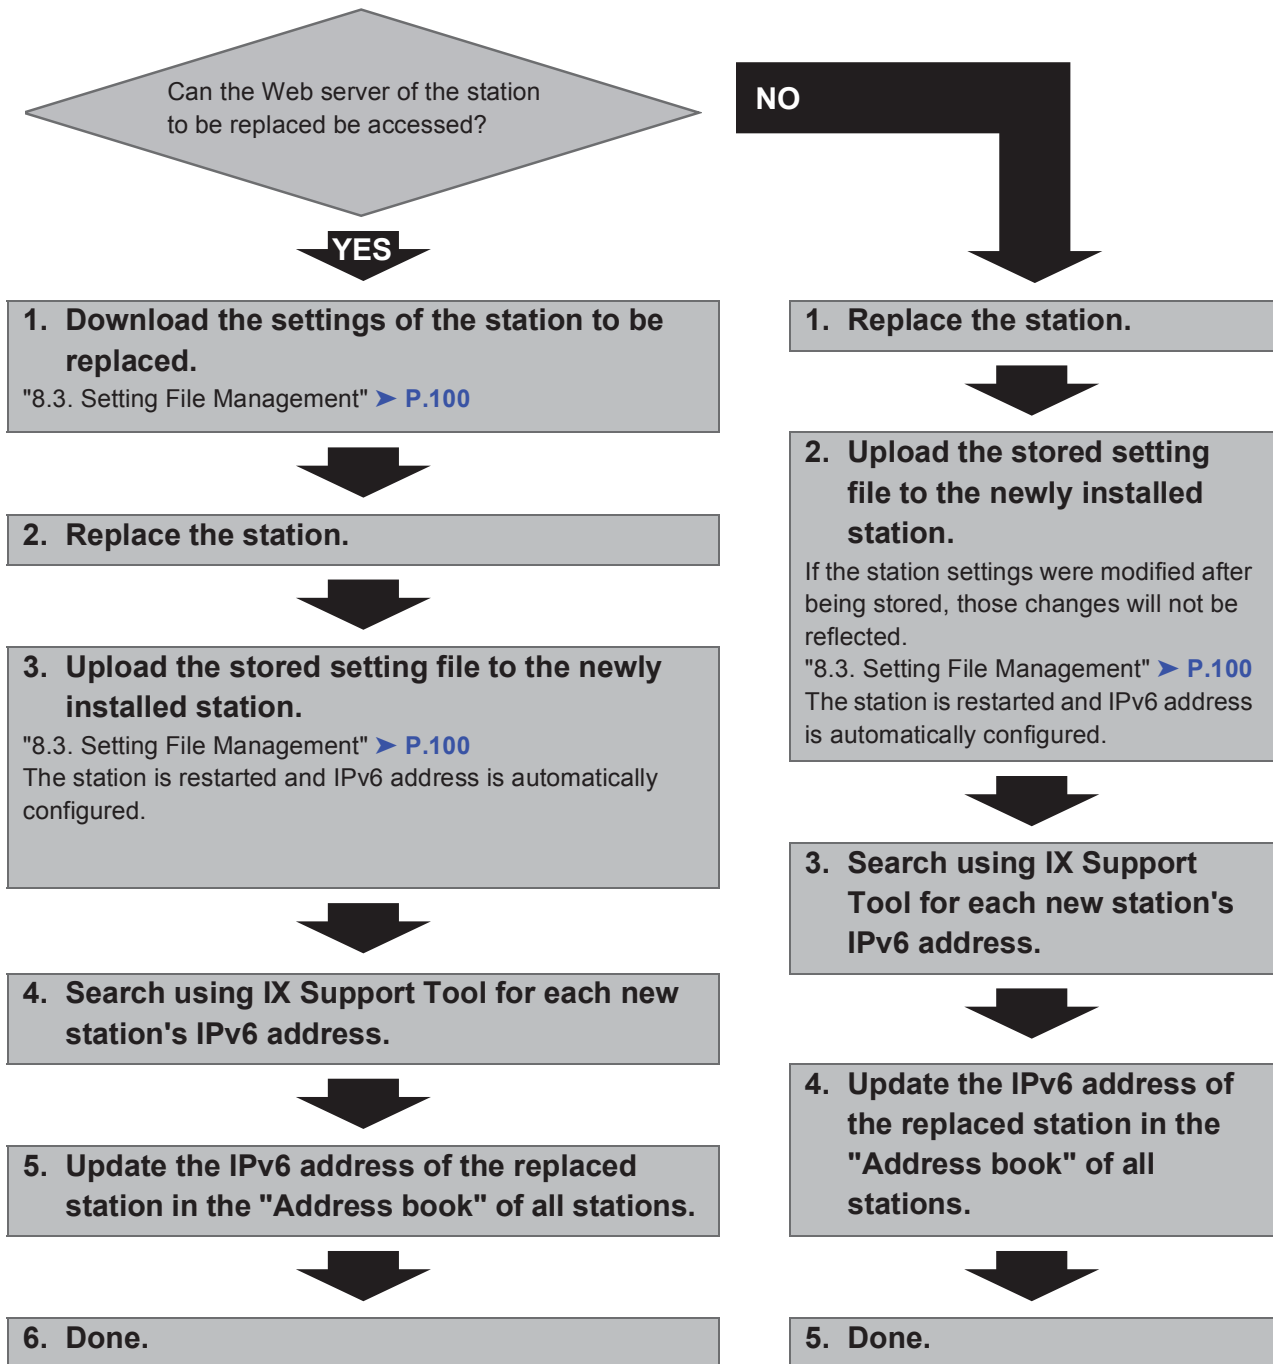 Can the Web server of the station
to be replaced be accessed?
NO
YES
1. Download the settings of the station to be
replaced.
"8.3. Setting File Management" ➤ P.100
2. Replace the station.
3. Upload the stored setting file to the newly
installed station.
"8.3. Setting File Management" ➤ P.100
The station is restarted and IPv6 address is automatically
configured.
4. Search using IX Support Tool for each new
station's IPv6 address.
5. Update the IPv6 address of the replaced
station in the "Address book" of all stations.
6. Done.
1. Replace the station.
2. Upload the stored setting
file to the newly installed
station.
If the station settings were modified after
being stored, those changes will not be
reflected.
"8.3. Setting File Management" ➤ P.100
The station is restarted and IPv6 address
is automatically configured.
3. Search using IX Support
Tool for each new station's
IPv6 address.
4. Update the IPv6 address of
the replaced station in the
"Address book" of all
stations.
5. Done.